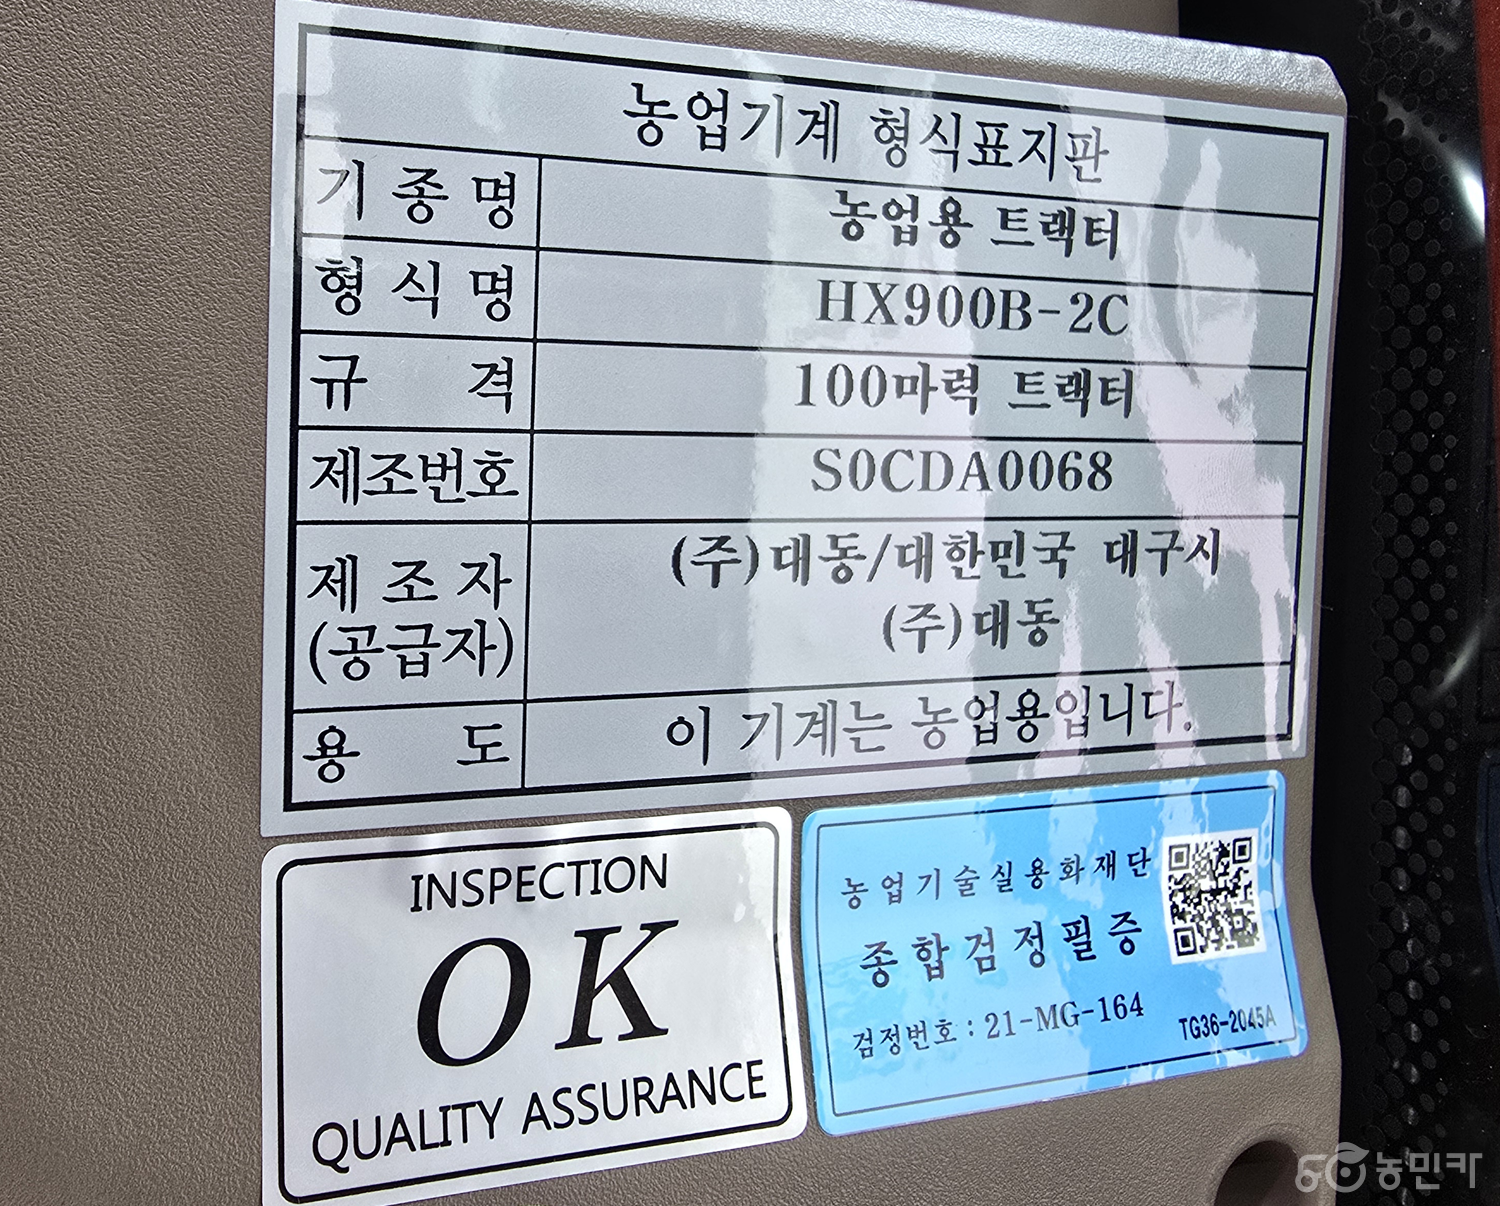 농업기계 형식표지판
기종명 농업용 트랙터
형식명 HX900B-2C
규격 100마력 트랙터
제조번호 S0CDA0068
제조자 (주)대동/대한민국 대구시
(공급자) (주)대동
용도 이 기계는 농업용입니다.
INSPECTION
OK
QUALITY ASSURANCE
농업기술실용화재단
종합검정필증
검정번호 : 21-MG-164
TG36-2045A
농민카